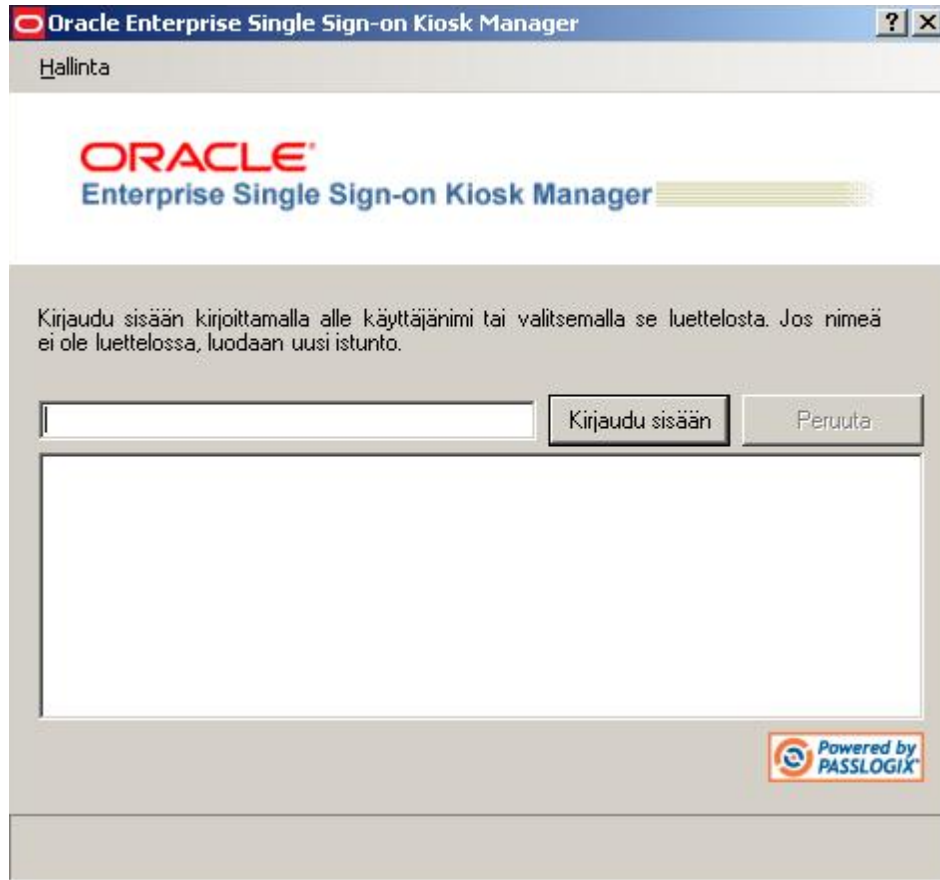 Oracle Enterprise Single Sign-on Kiosk Manager
Hallinta
ORACLE
Enterprise Single Sign-on Kiosk Manager
Kirjaudu sisään kirjoittamalla alle käyttäjänimi tai valitsemalla se luettelosta. Jos nimeä
ei ole luettelossa, luodaan uusi istunto.
Kirjaudu sisään
Peruuta
Powered by
PASSLOGIX